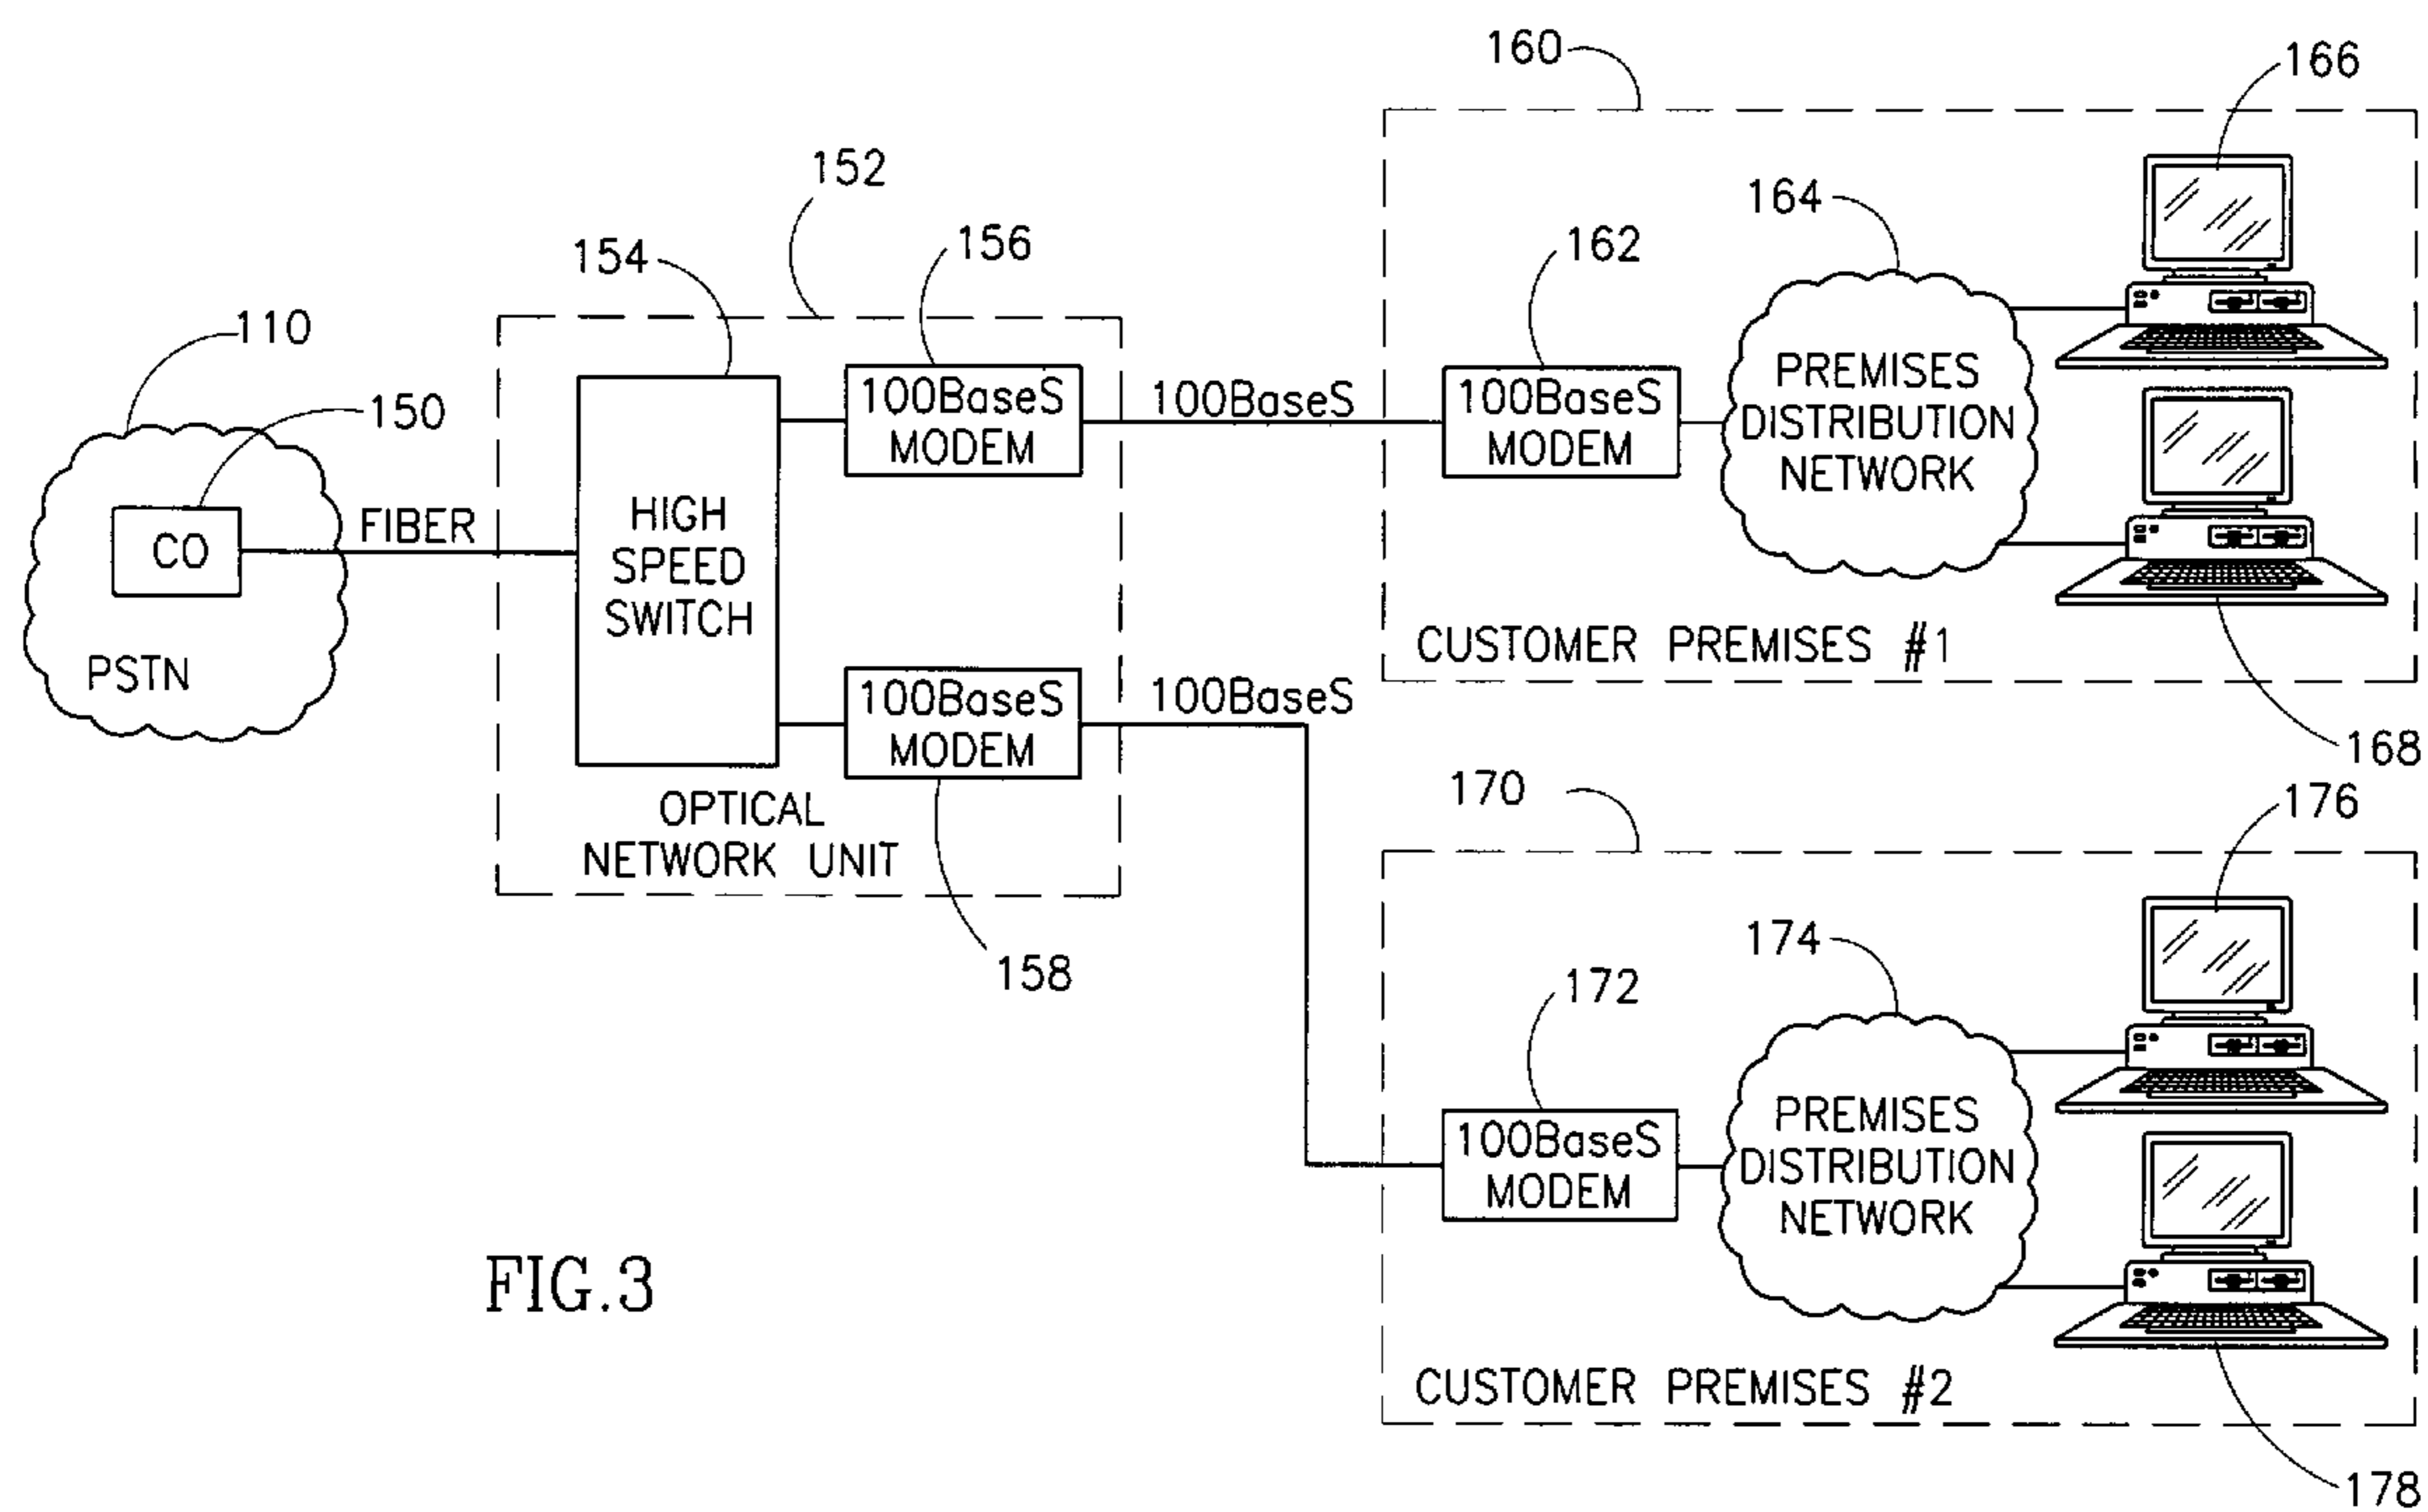 160
166
152
164
154
156
162
110
150
100BaseS
MODEM
100BaseS
100BaseS
MODEM
PREMISES
DISTRIBUTION
NETWORK
FIBER
CO
HIGH
SPEED
SWITCH
PSTN
CUSTOMER PREMISES #1
100BaseS
MODEM
100BaseS
168
OPTICAL
NETWORK UNIT
158
170
176
174
172
100BaseS
MODEM
PREMISES
DISTRIBUTION
NETWORK
CUSTOMER PREMISES #2
178
FIG.3